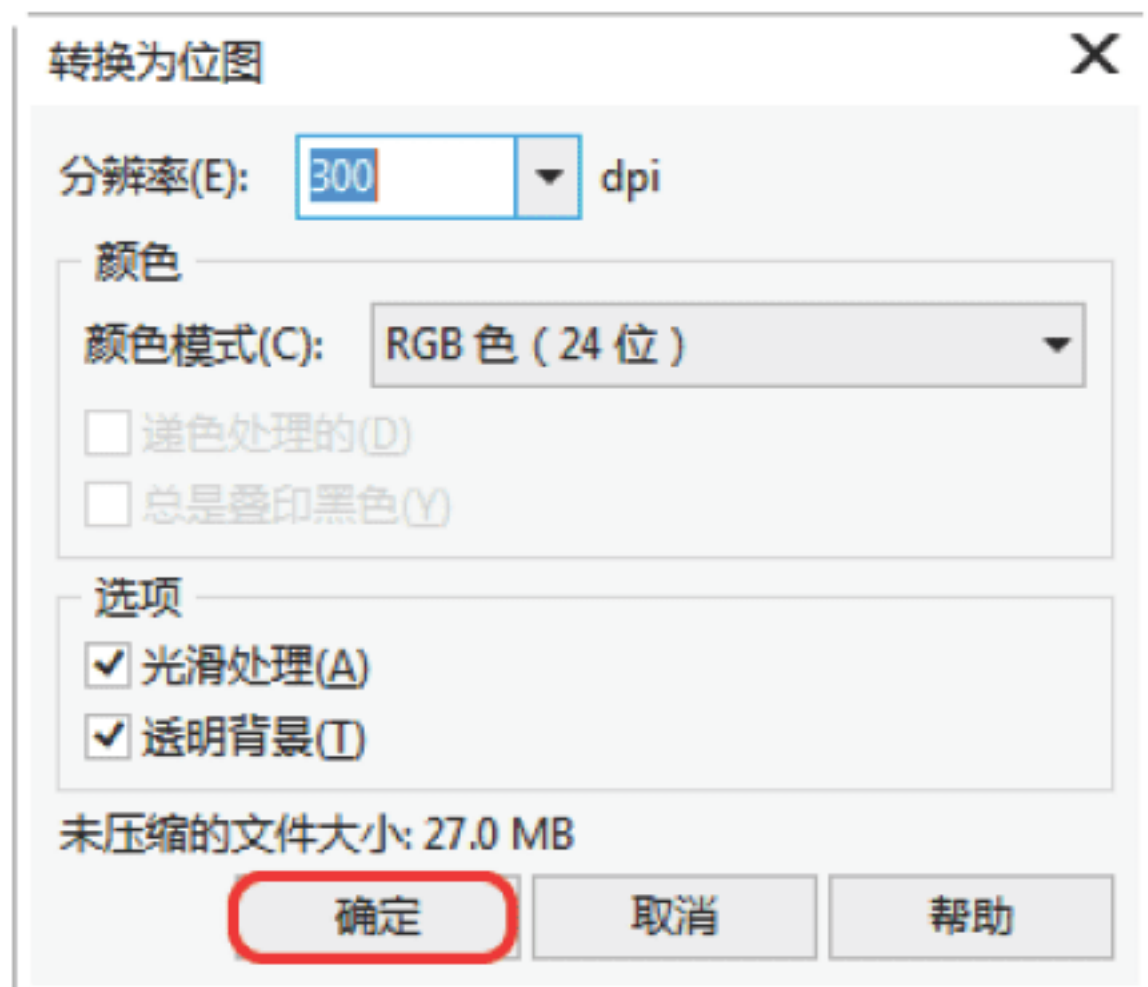 转换为位图
分辨率(E): 300 dpi
颜色
颜色模式(C): RGB 色 ( 24 位 )
递色处理的(D)
总是叠印黑色(Y)
选项
光滑处理(A)
透明背景(T)
未压缩的文件大小: 27.0 MB
确定 取消 帮助